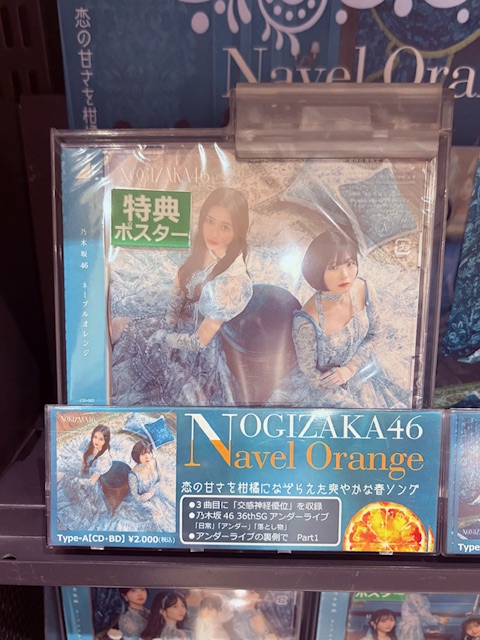 恋の甘さを柑
Navel Ora
NOGIZAKA46
特典
ポスター
乃木坂46 ネーブルオレンジ
NOGIZAKA46
Navel Orange
恋の甘さを柑橘になぞらえた爽やかな春ソング
●3曲目に「交感神経優位」を収録
●乃木坂46 36thSG アンダーライブ
「日常」「アンダー」「落とし物」
●アンダーライブの裏側で Part1
Type-A[CD+BD] ¥2.000(税込)
Type
ポスター